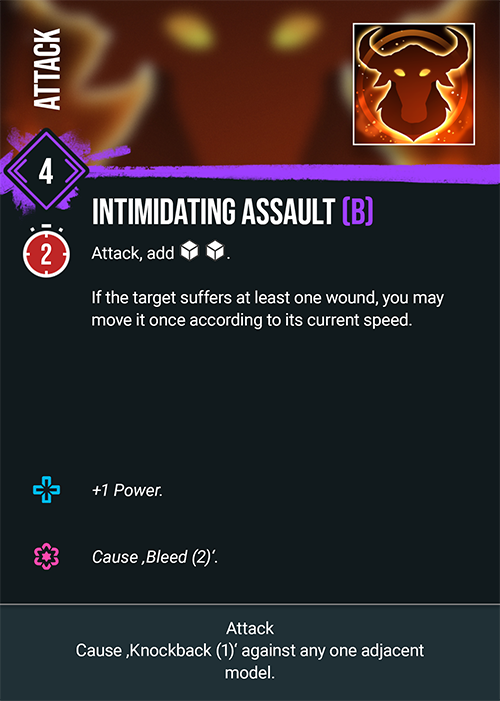 ATTACK
4
INTIMIDATING ASSAULT (B)
2
Attack, add .
If the target suffers at least one wound, you may
move it once according to its current speed.
+1 Power.
Cause ‚Bleed (2)‘.
Attack
Cause ‚Knockback (1)‘ against any one adjacent
model.